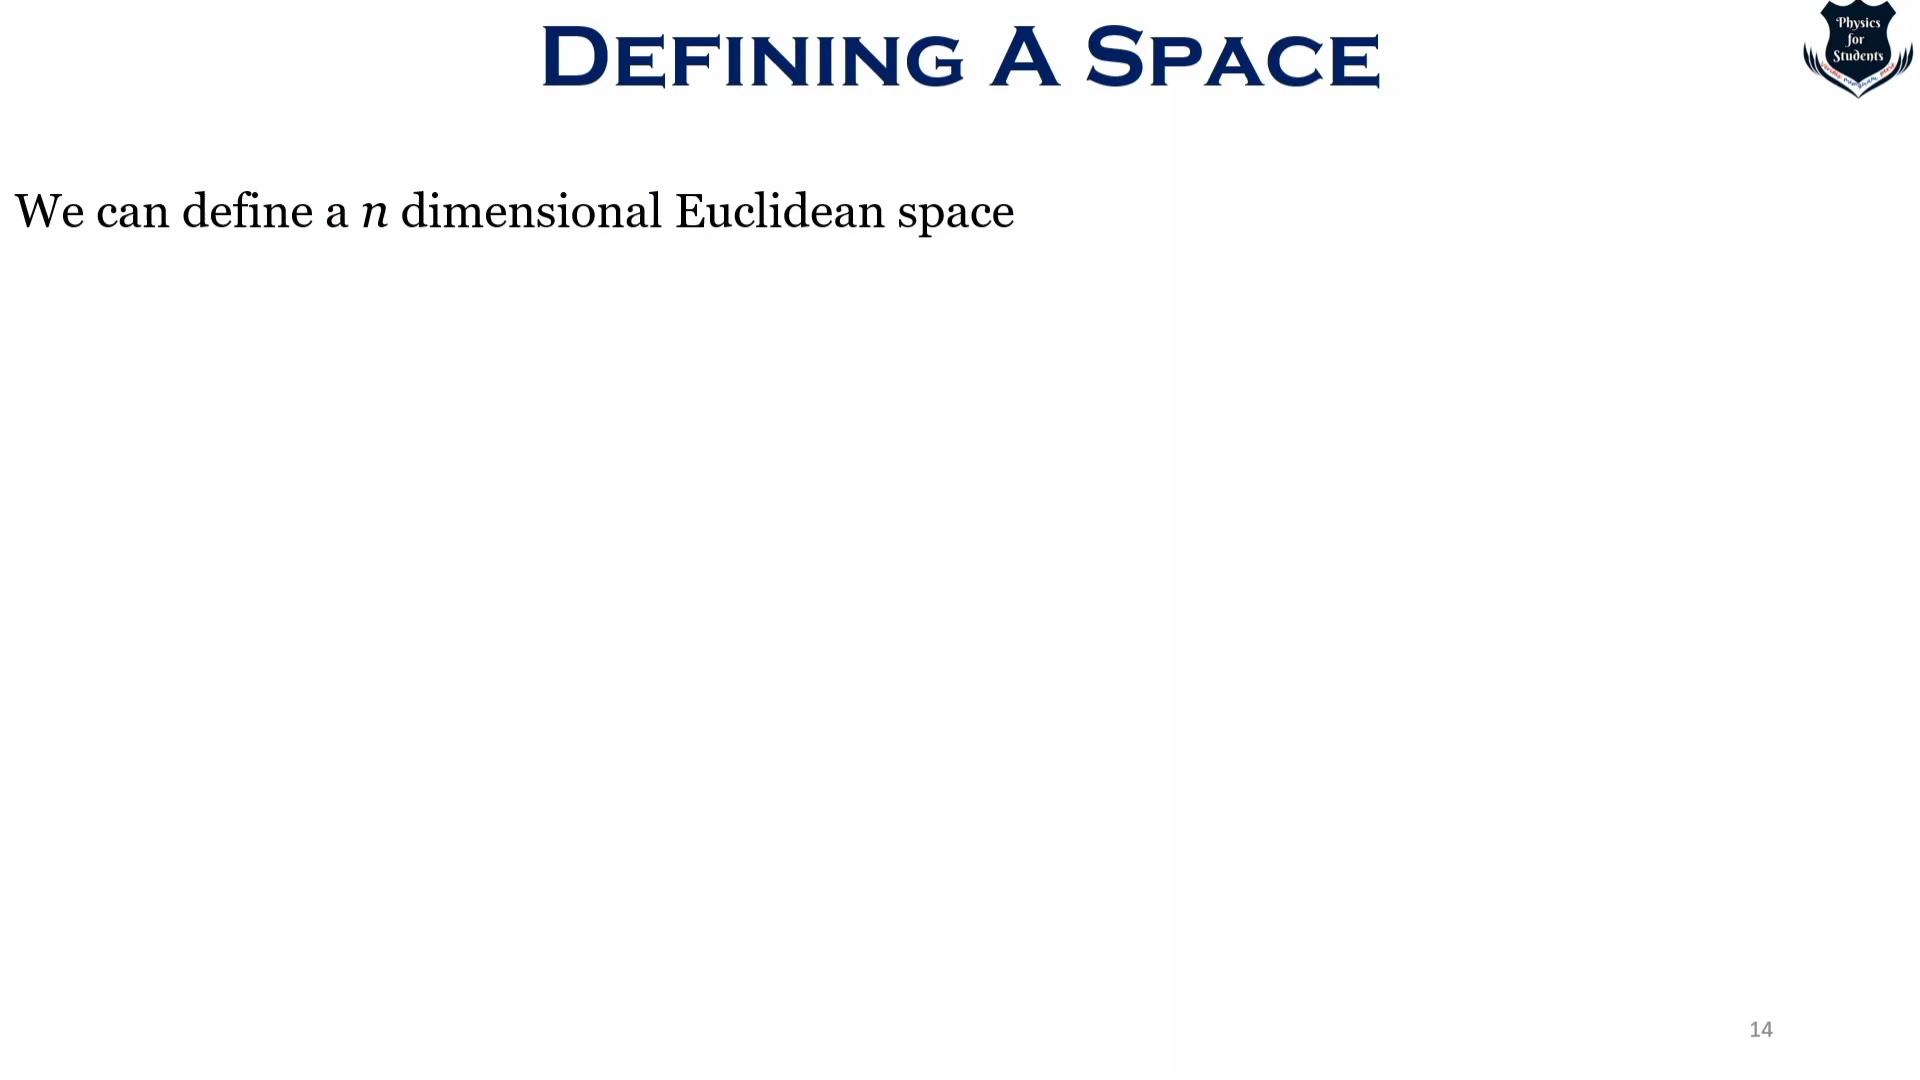 DEFINING A SPACE
Physics
for
Students
We can define a n dimensional Euclidean space
14